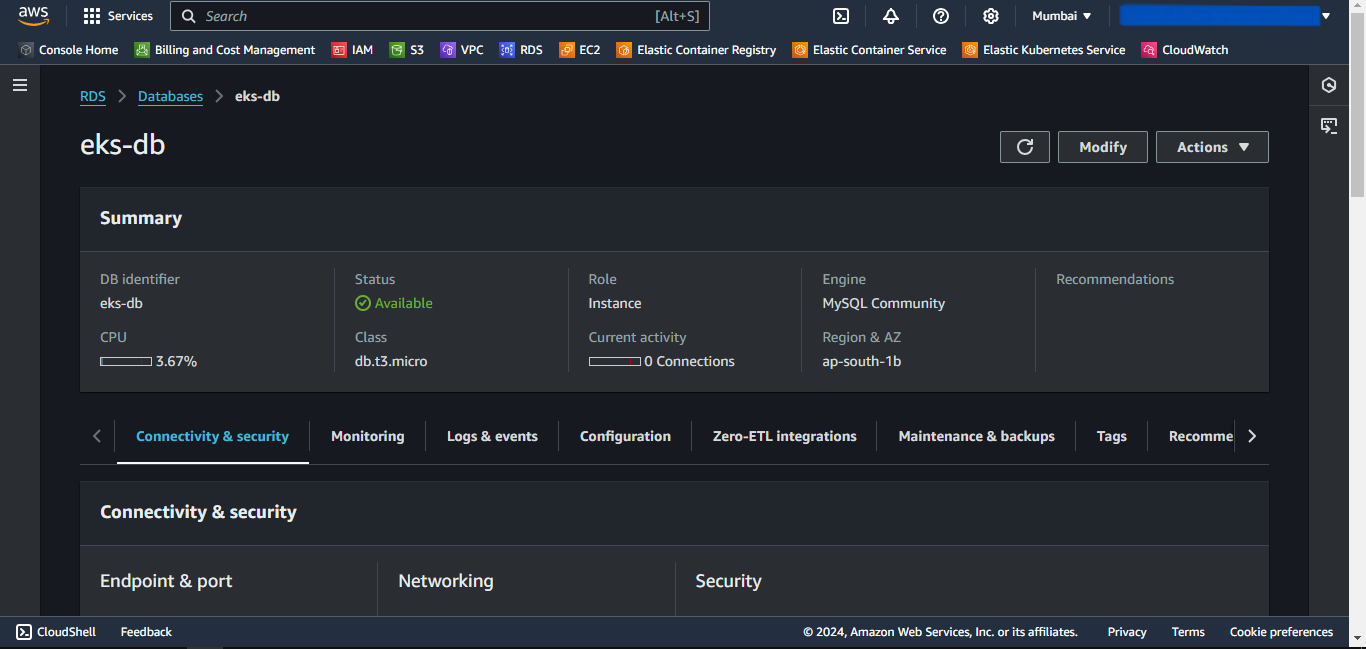 aws Services Search [Alt+S] Mumbai
Console Home Billing and Cost Management IAM S3 VPC RDS EC2 Elastic Container Registry Elastic Container Service Elastic Kubernetes Service CloudWatch
RDS Databases eks-db
eks-db
Modify Actions
Summary
DB identifier Status Role Engine Recommendations
eks-db Available Instance MySQL Community
CPU Class Current activity Region & AZ
3.67% db.t3.micro 0 Connections ap-south-1b
Connectivity & security Monitoring Logs & events Configuration Zero-ETL integrations Maintenance & backups Tags Recomme
Connectivity & security
Endpoint & port Networking Security
CloudShell Feedback © 2024, Amazon Web Services, Inc. or its affiliates. Privacy Terms Cookie preferences